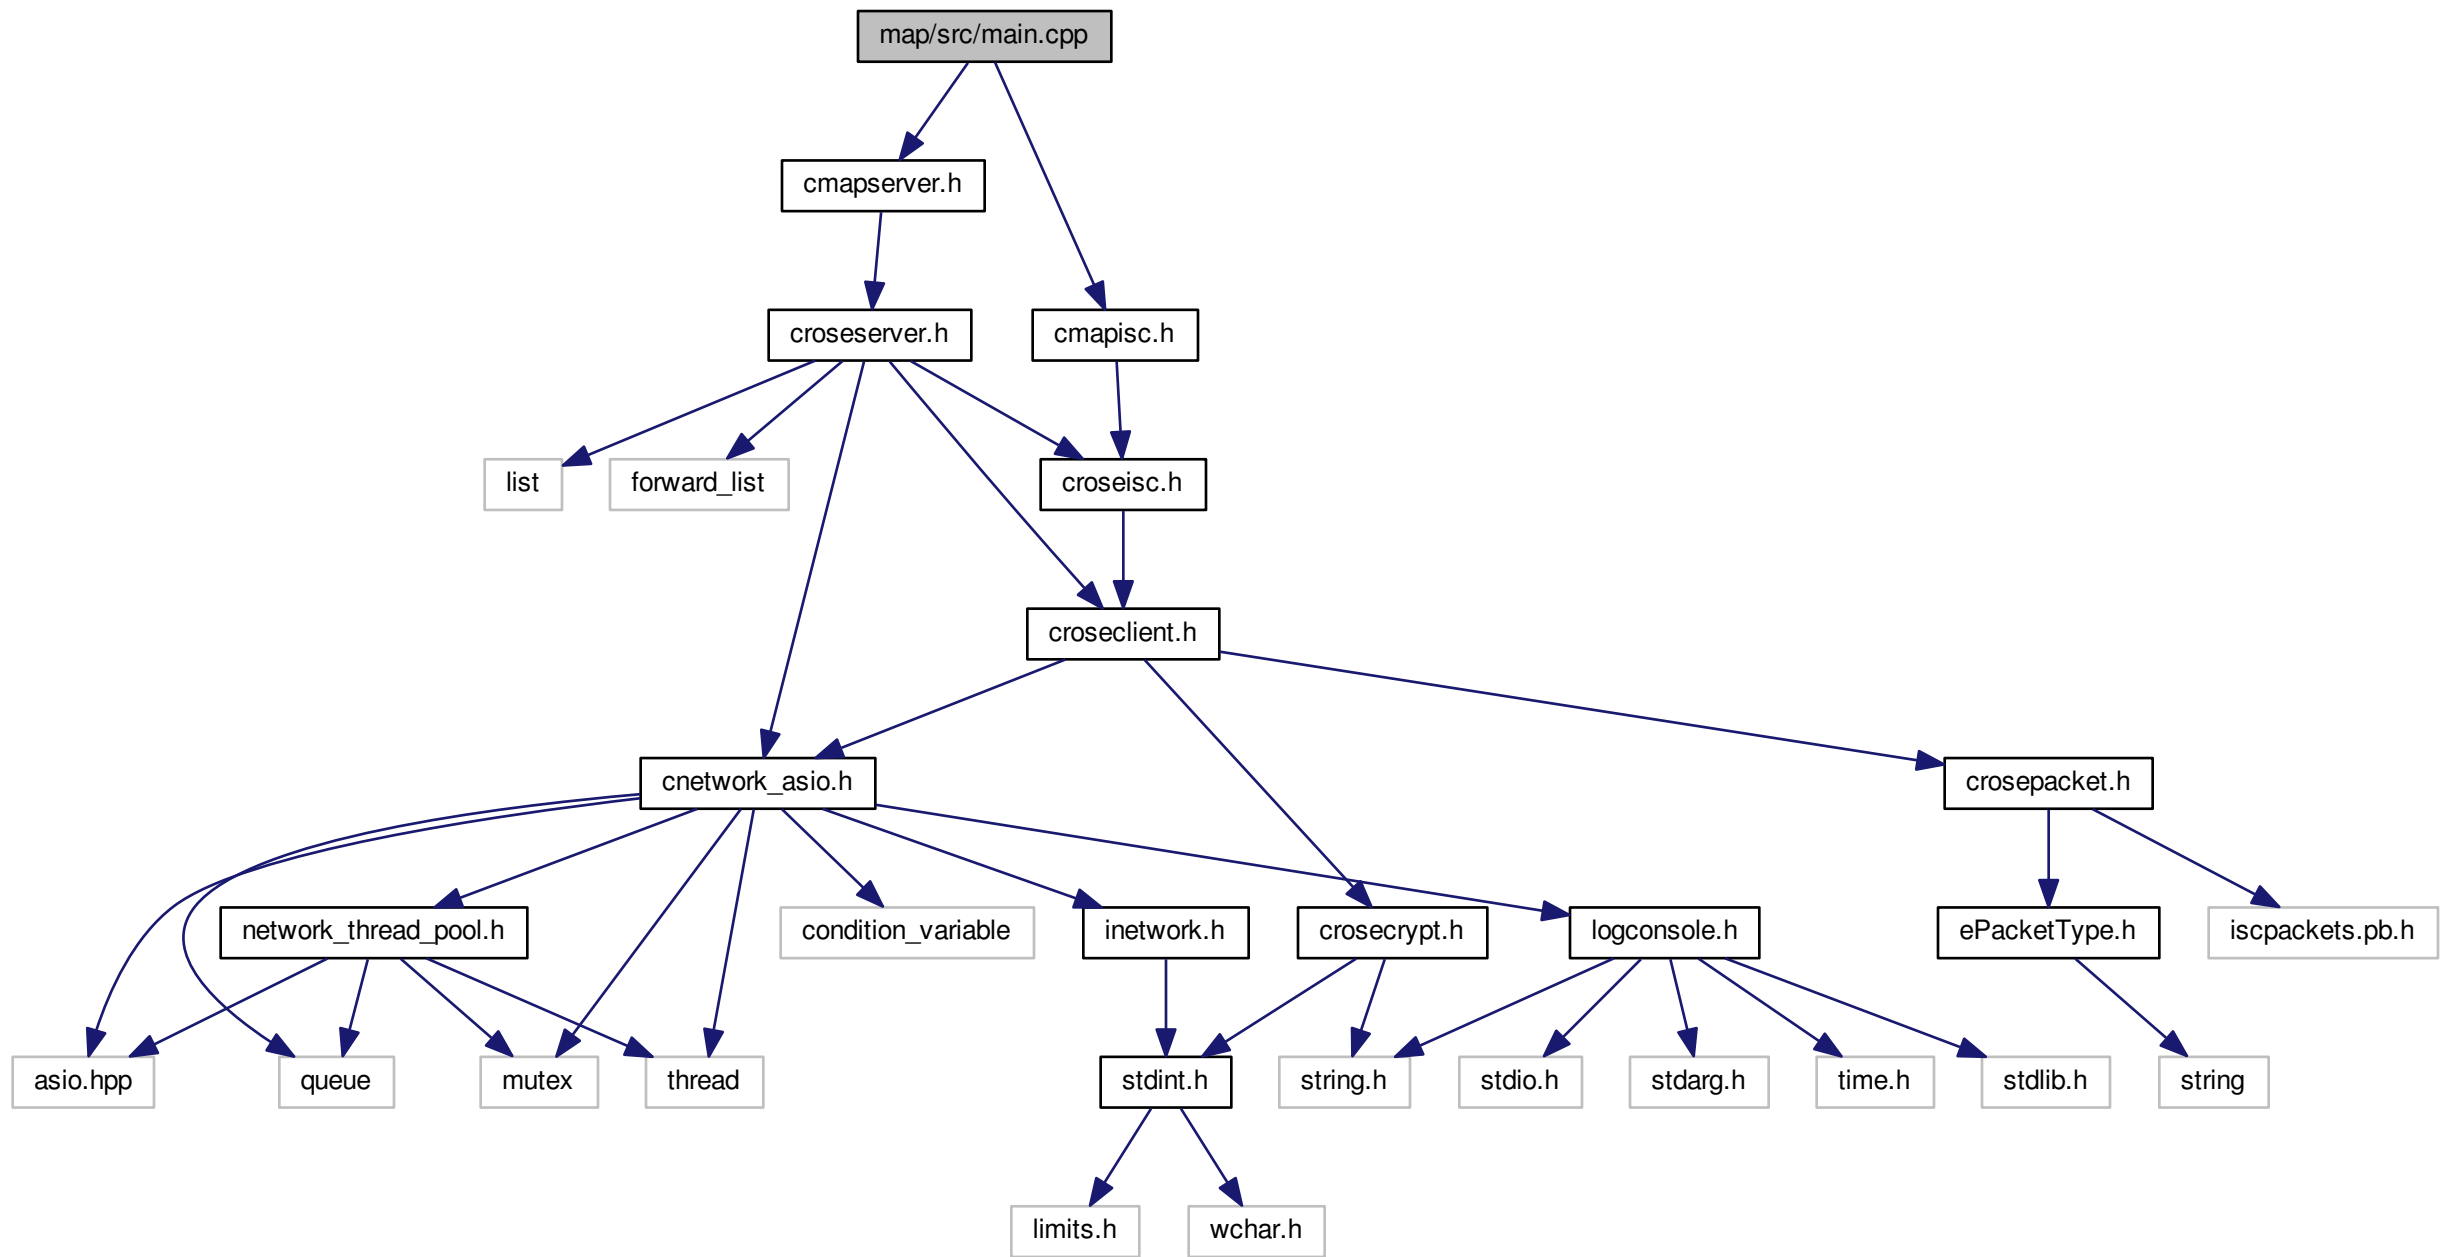 map/src/main.cpp
cmapserver.h
croseserver.h
cmapisc.h
list
forward_list
croseisc.h
croseclient.h
cnetwork_asio.h
crosepacket.h
network_thread_pool.h
condition_variable
inetwork.h
crosecrypt.h
logconsole.h
ePacketType.h
iscpackets.pb.h
asio.hpp
queue
mutex
thread
stdint.h
string.h
stdio.h
stdarg.h
time.h
stdlib.h
string
limits.h
wchar.h